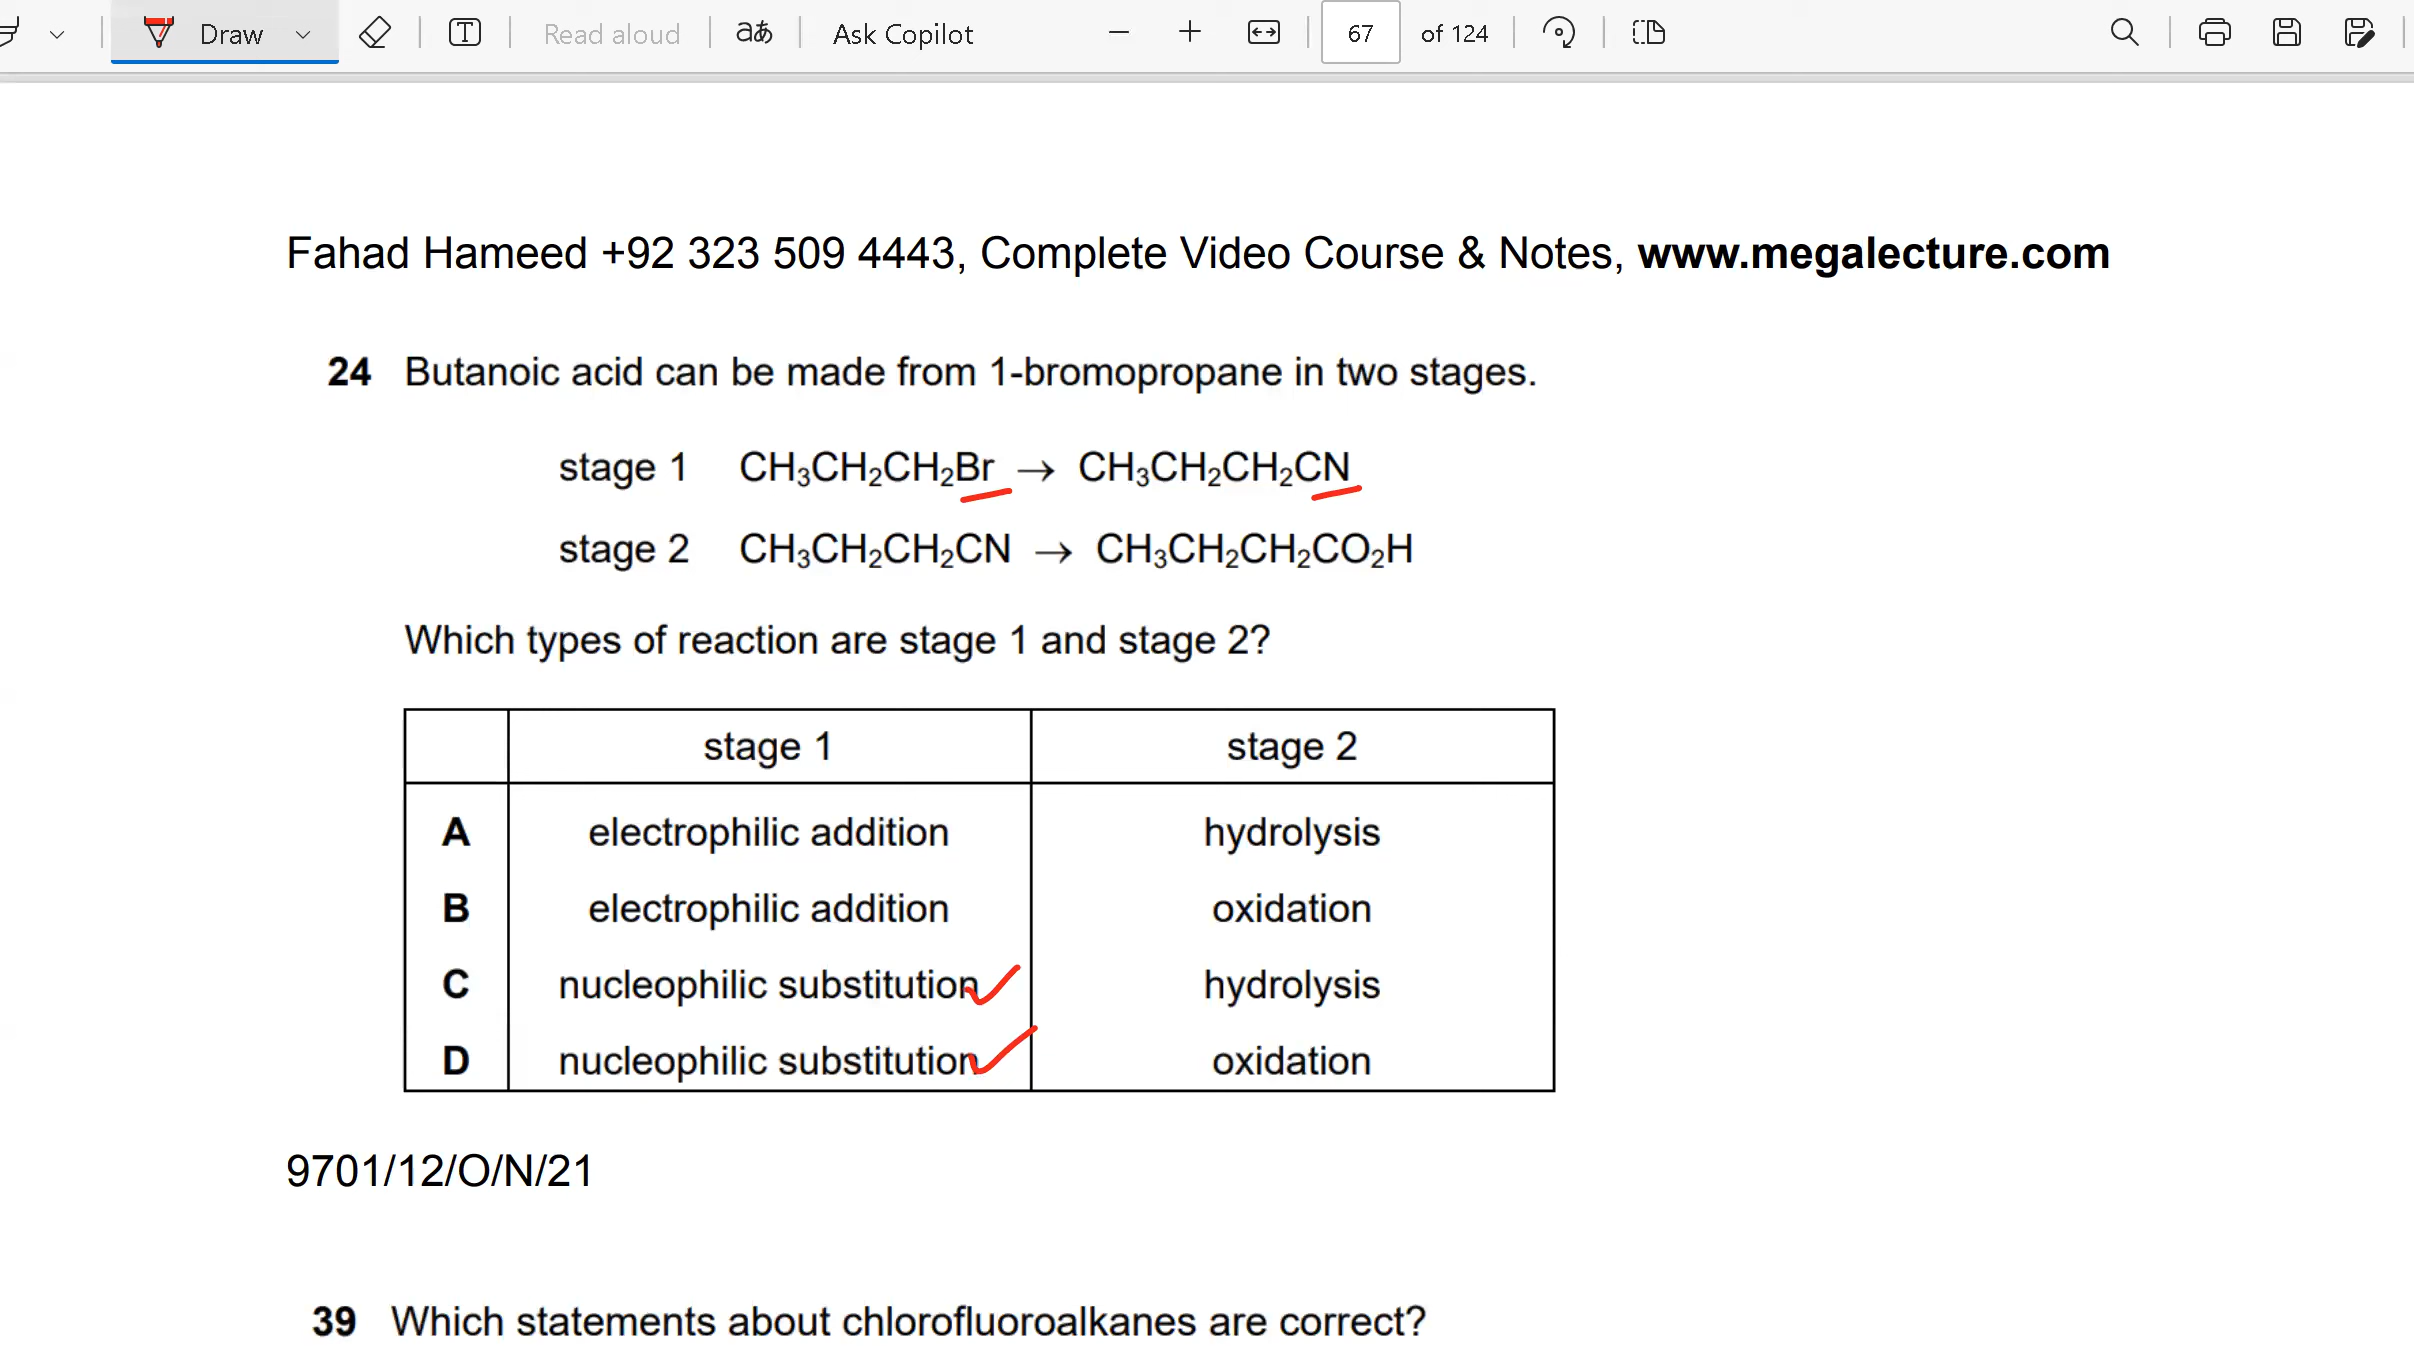 Draw Read aloud aあ Ask Copilot 67 of 124
Fahad Hameed +92 323 509 4443, Complete Video Course & Notes, www.megalecture.com
24 Butanoic acid can be made from 1-bromopropane in two stages.
stage 1 CH₃CH₂CH₂Br → CH₃CH₂CH₂CN
stage 2 CH₃CH₂CH₂CN → CH₃CH₂CH₂CO₂H
Which types of reaction are stage 1 and stage 2?
stage 1 stage 2
A electrophilic addition hydrolysis
B electrophilic addition oxidation
C nucleophilic substitution hydrolysis
D nucleophilic substitution oxidation
9701/12/O/N/21
39 Which statements about chlorofluoroalkanes are correct?